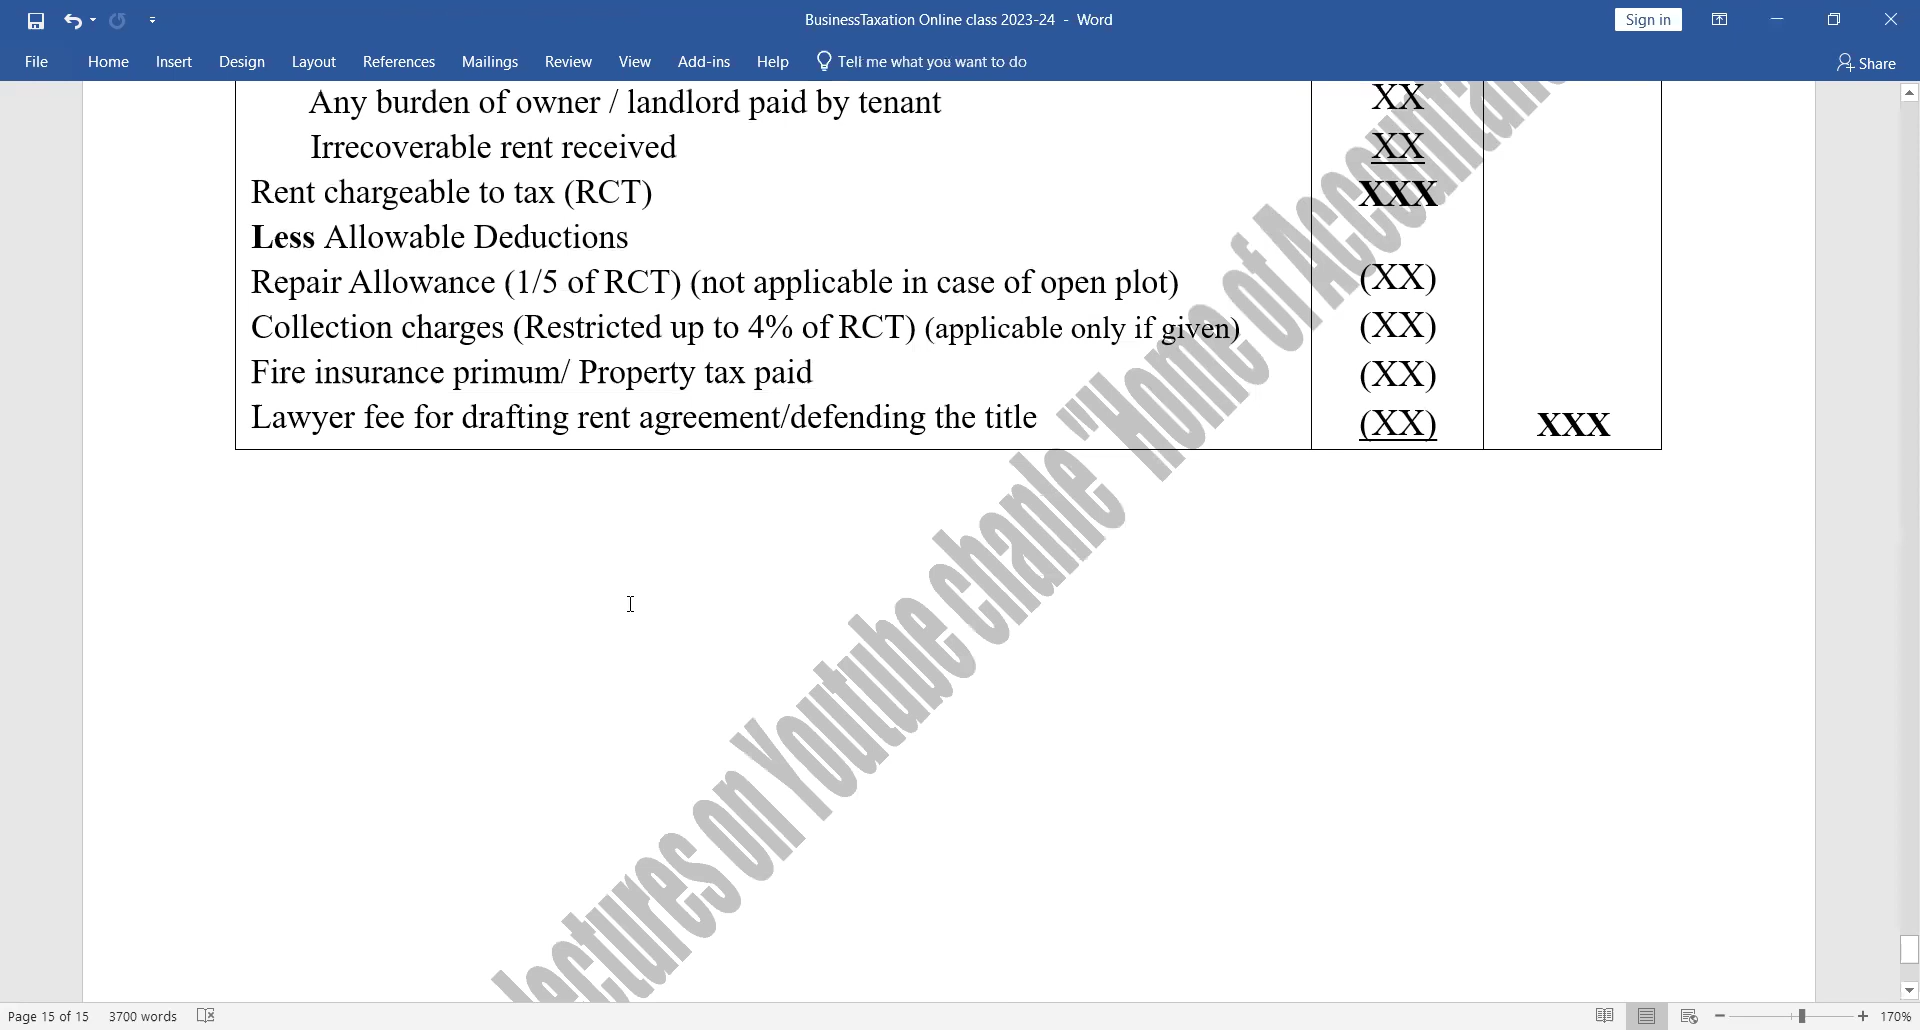 BusinessTaxation Online class 2023-24 - Word
Sign in
File Home Insert Design Layout References Mailings Review View Add-ins Help Tell me what you want to do
Share
Any burden of owner / landlord paid by tenant XX
Irrecoverable rent received XX
Rent chargeable to tax (RCT) XXX
Less Allowable Deductions
Repair Allowance (1/5 of RCT) (not applicable in case of open plot) (XX)
Collection charges (Restricted up to 4% of RCT) (applicable only if given) (XX)
Fire insurance primum/ Property tax paid (XX)
Lawyer fee for drafting rent agreement/defending the title (XX) XXX
lectures on Youtube chanle "Home of Accountan
Page 15 of 15 3700 words
170%